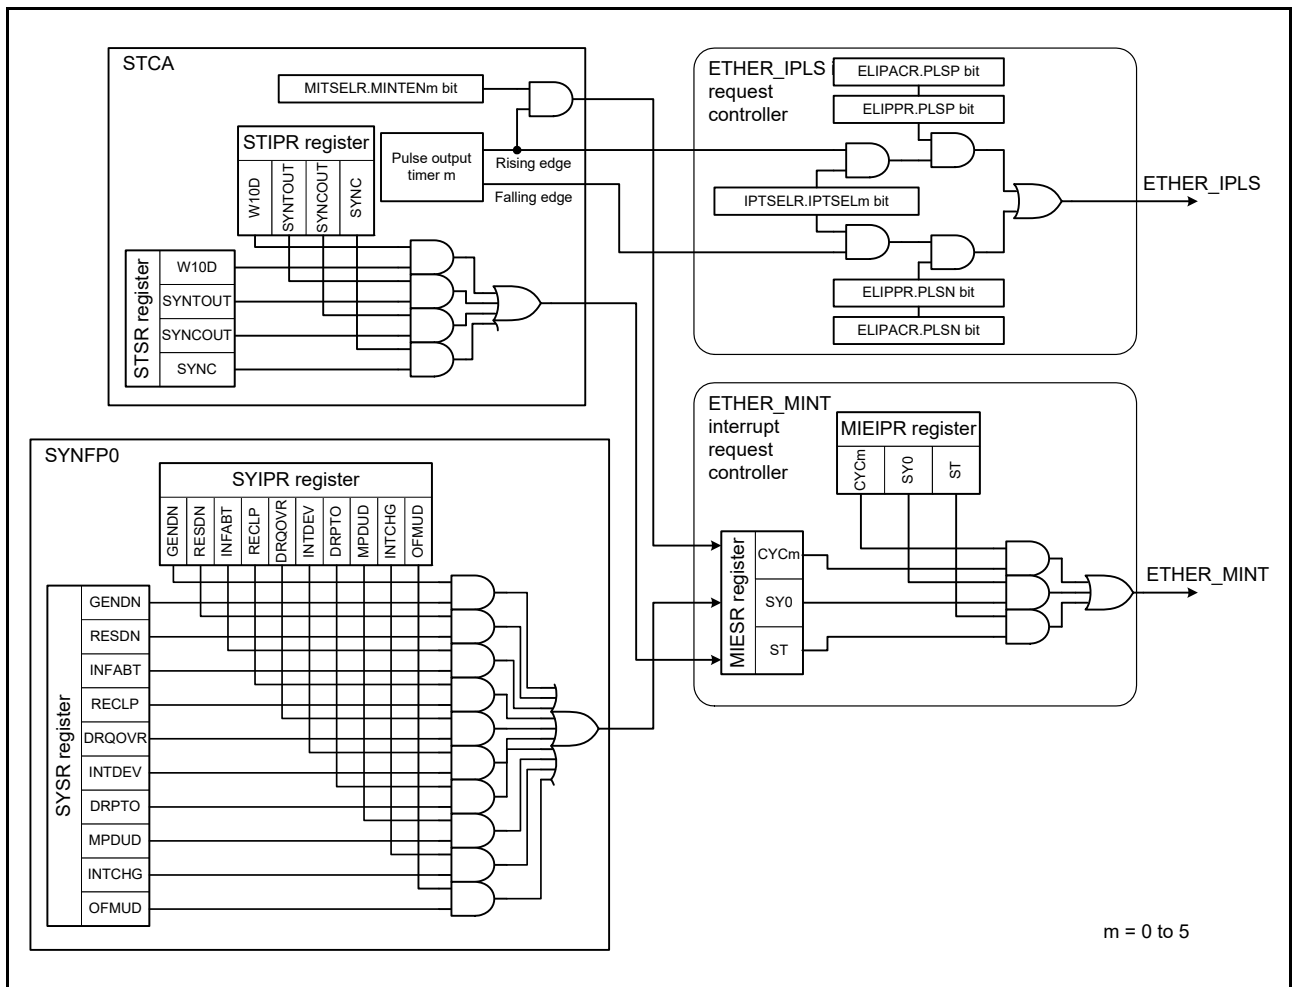 STCA
MITSELR.MINTENm bit
STIPR register
W10D
SYNTOUT
SYNCOUT
SYNC
Pulse output
timer m
Rising edge
Falling edge
STSR register
W10D
SYNTOUT
SYNCOUT
SYNC
ETHER_IPLS i
request
controller
ELIPACR.PLSP bit
ELIPPR.PLSP bit
IPTSELR.IPTSELm bit
ELIPPR.PLSN bit
ELIPACR.PLSN bit
ETHER_IPLS
SYNFP0
SYIPR register
GENDN
RESDN
INFABT
RECLP
DRQOVR
INTDEV
DRPTO
MPDUD
INTCHG
OFMUD
SYSR register
GENDN
RESDN
INFABT
RECLP
DRQOVR
INTDEV
DRPTO
MPDUD
INTCHG
OFMUD
ETHER_MINT
interrupt
request
controller
MIEIPR register
CYCm
SY0
ST
MIESR register
CYCm
SY0
ST
ETHER_MINT
m = 0 to 5